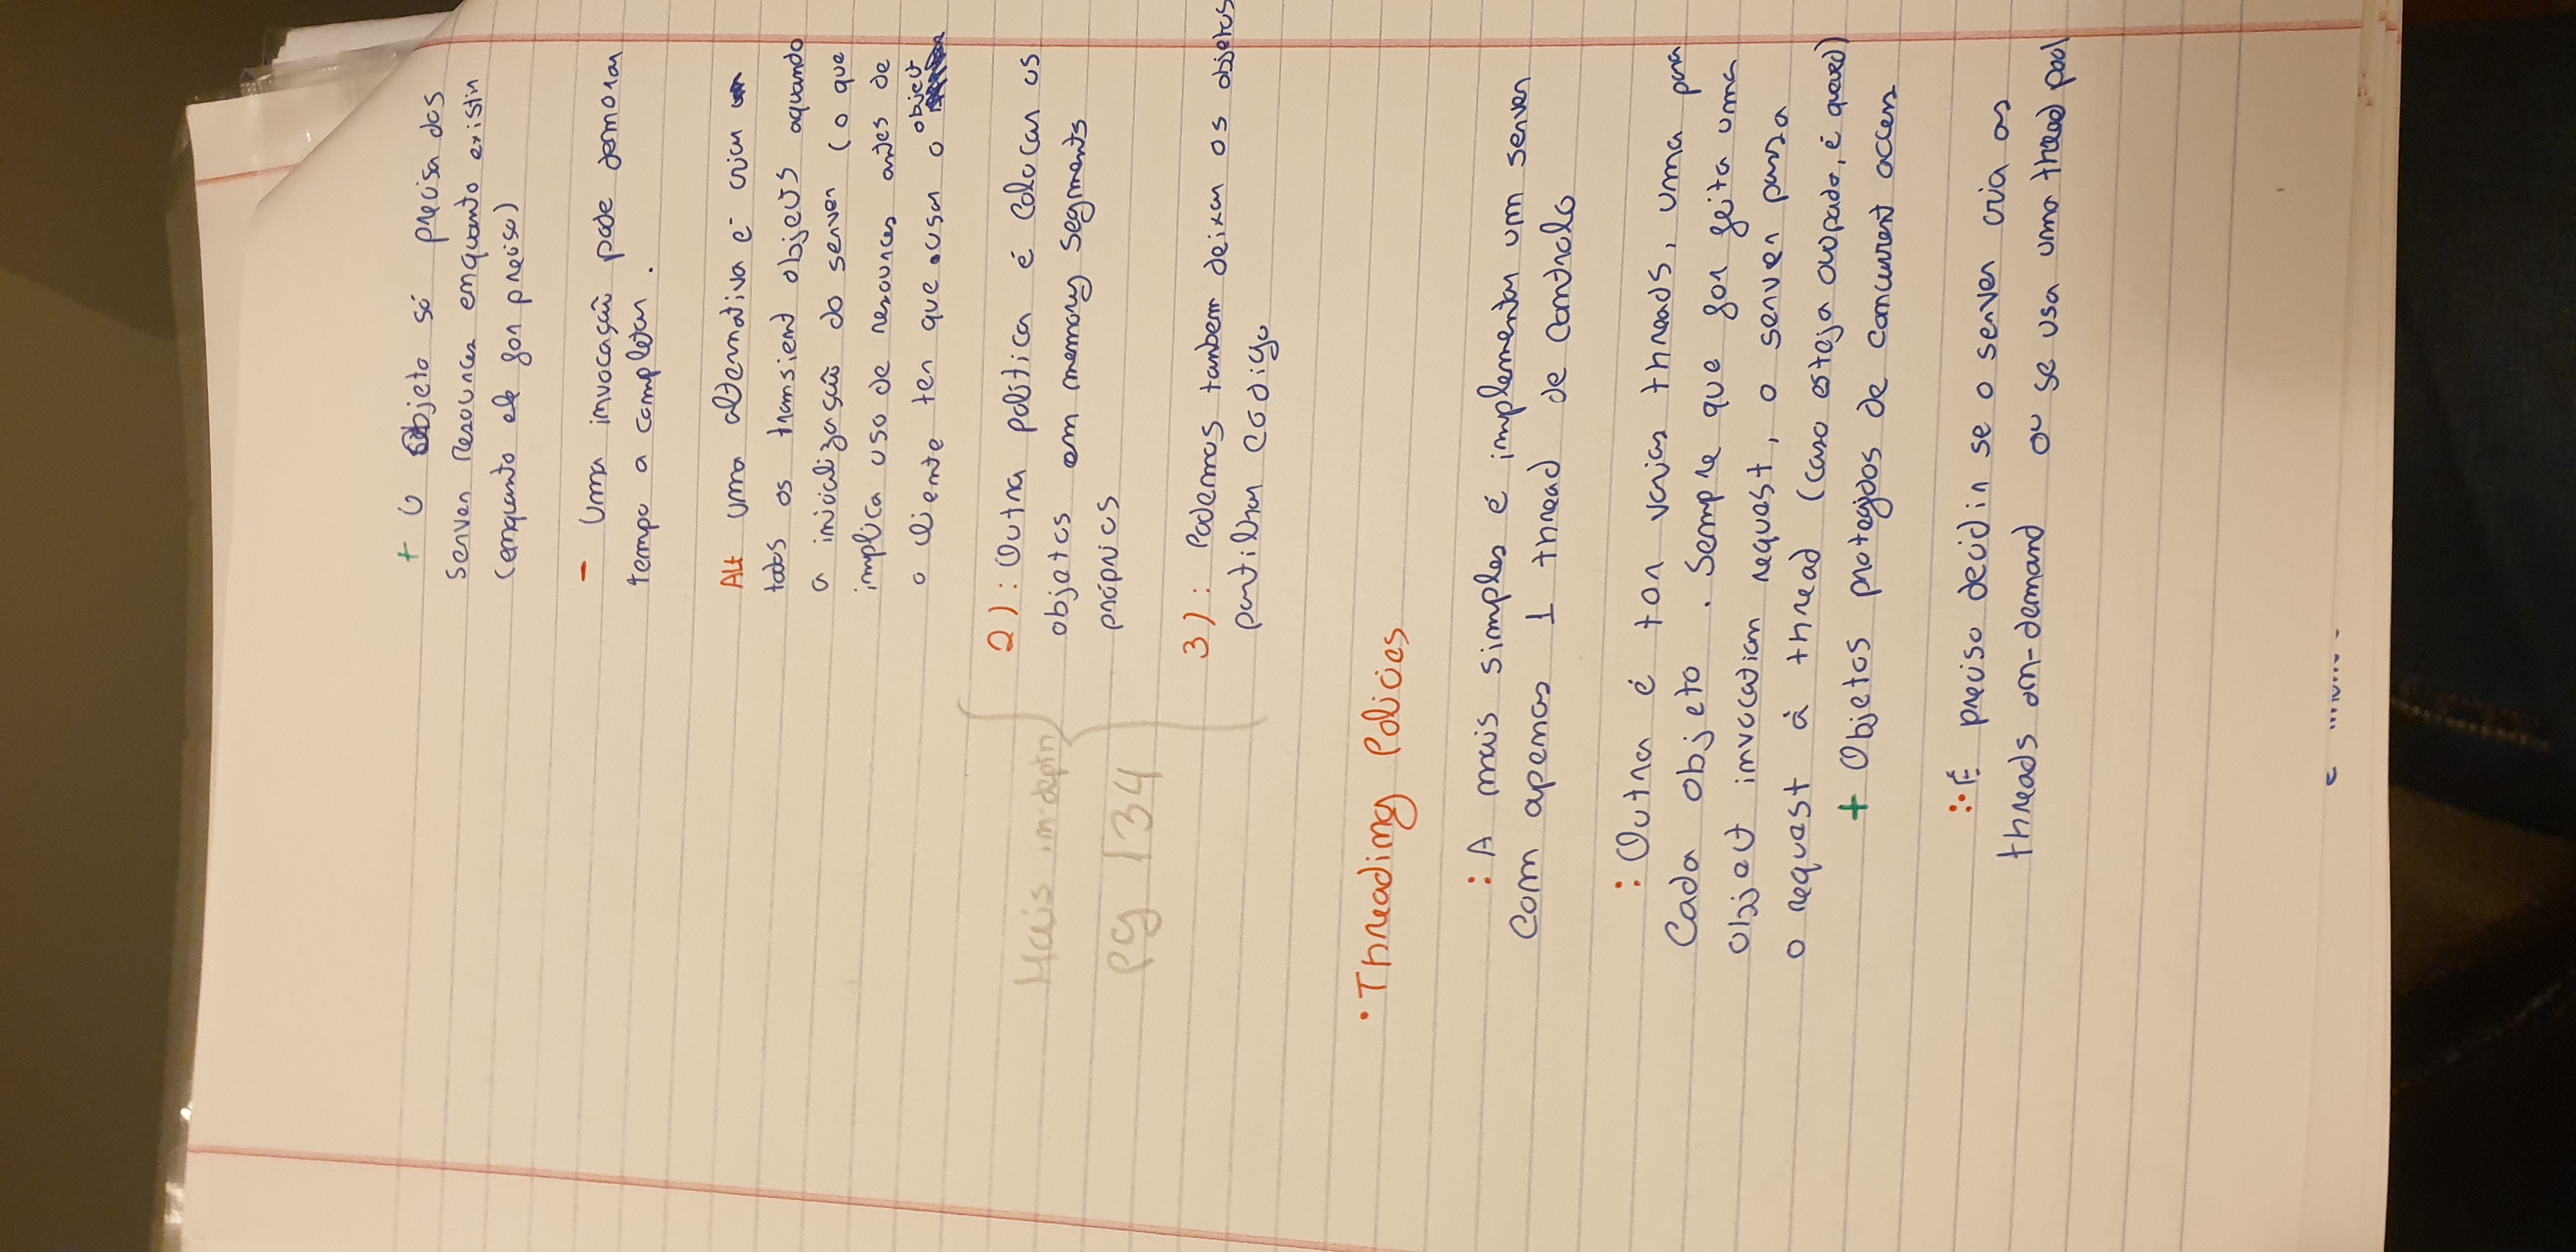 + O Objeto só precisa dos
server resources enquanto existir
(enquanto ele for preciso)
- Uma invocação pode demorar
tempo a completar.
Alt uma alternativa é criar
todos os transient objects aquando
a inicialização do server (o que
implica uso de resources antes de
o cliente ter que usar o object
2): Outra politica é colocar os
objetos em memory segments
próprios
Mais in-depth
pg 134
3): Podemos tanbem deixar os objetos
partilhar código
• Threading Policies
: A mais simples é implementar um server
com apenas 1 thread de controlo
: Outra é ter varias threads, uma para
cada objeto. Sempre que for feita uma
object invocation request, o server passa
o request à thread (caso esteja ocupado, é queued)
+ Objetos protegidos de concurrent access
:· É preciso decidir se o server cria as
threads on-demand ou se usa uma thread pool